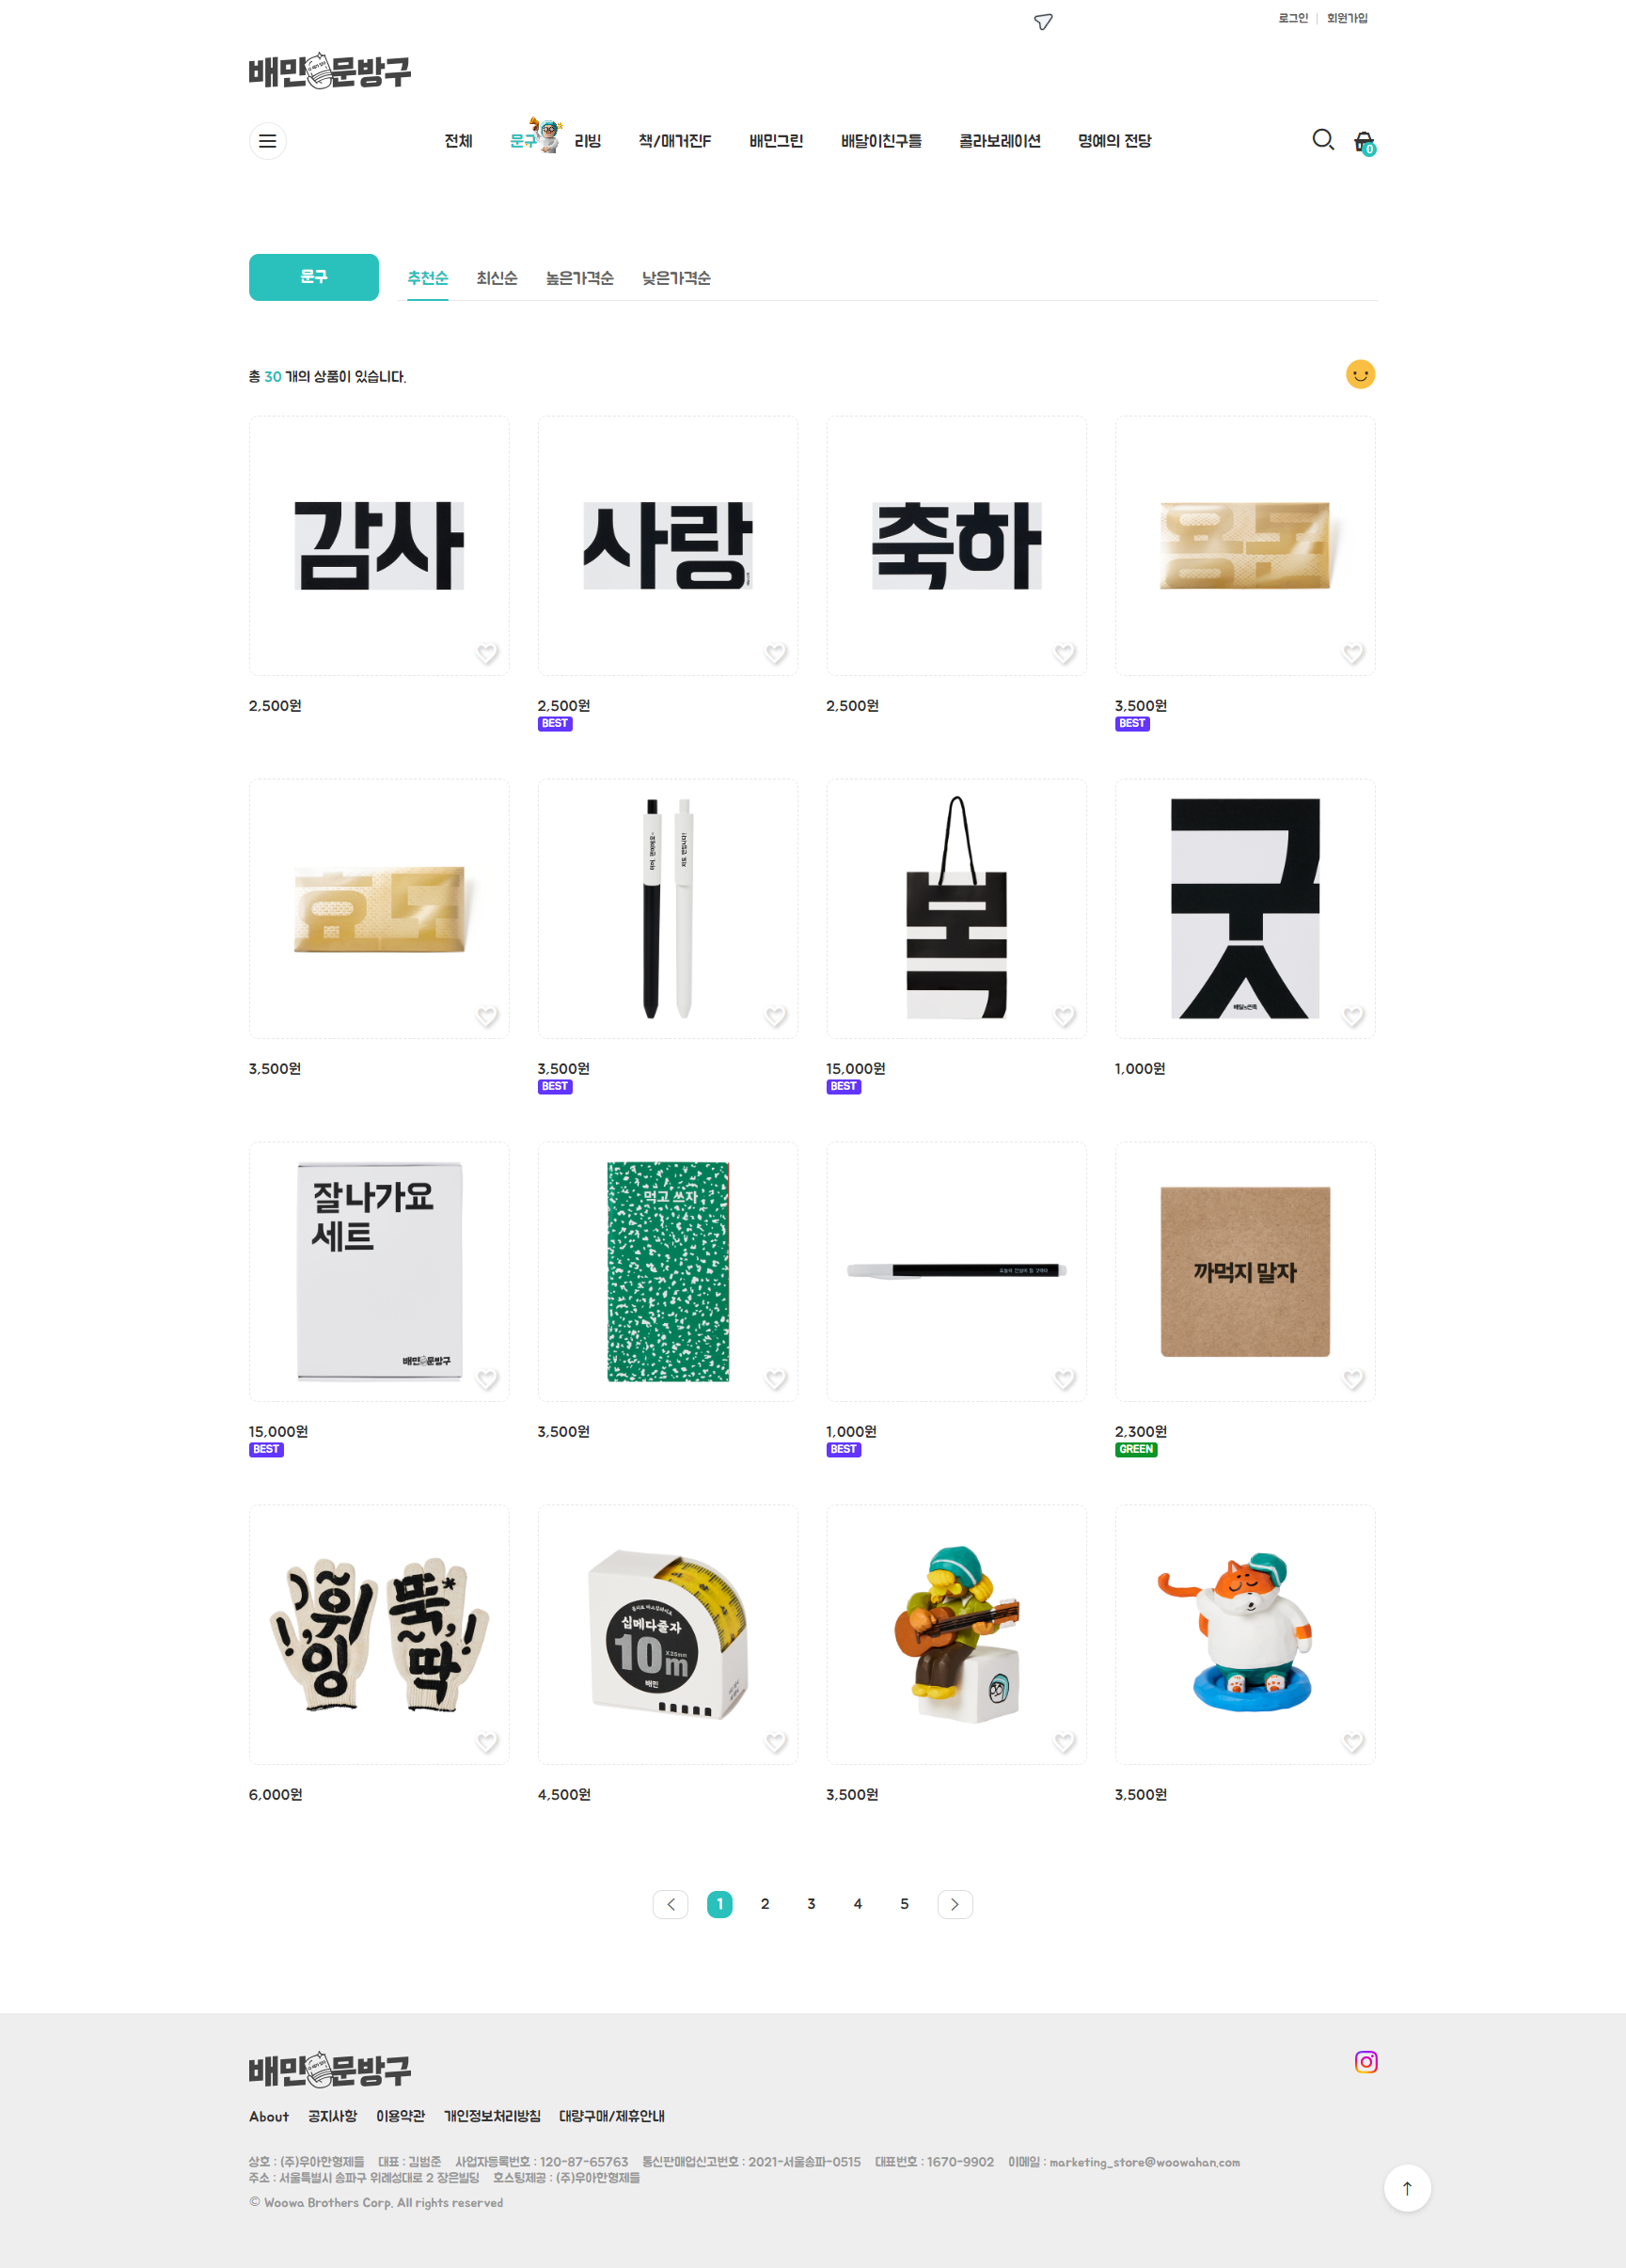 로그인 | 회원가입
배민문방구
전체 문구 리빙 책/매거진F 배민그린 배달이친구들 콜라보레이션 명예의 전당
0
문구 추천순 최신순 높은가격순 낮은가격순
총 30 개의 상품이 있습니다.
감사
사랑
축하
용돈
2,500원
2,500원
2,500원
3,500원
BEST
BEST
복
굿
배달의민족
3,500원
3,500원
15,000원
1,000원
BEST
BEST
잘 나가요
세트
배민문방구
먹고 쓰자
까먹지 말자
15,000원
3,500원
1,000원
2,300원
BEST
BEST
GREEN
휘잉
뚝딱
십메다줄자
10m
X25mm
배민
6,000원
4,500원
3,500원
3,500원
1 2 3 4 5
배민문방구
About 공지사항 이용약관 개인정보처리방침 대량구매/제휴안내
상호 : (주)우아한형제들 대표 : 김범준 사업자등록번호 : 120-87-65763 통신판매업신고번호 : 2021-서울송파-0515 대표번호 : 1670-9902 이메일 : marketing_store@woowahan.com
주소 : 서울특별시 송파구 위례성대로 2 장은빌딩 호스팅제공 : (주)우아한형제들
© Woowa Brothers Corp. All rights reserved